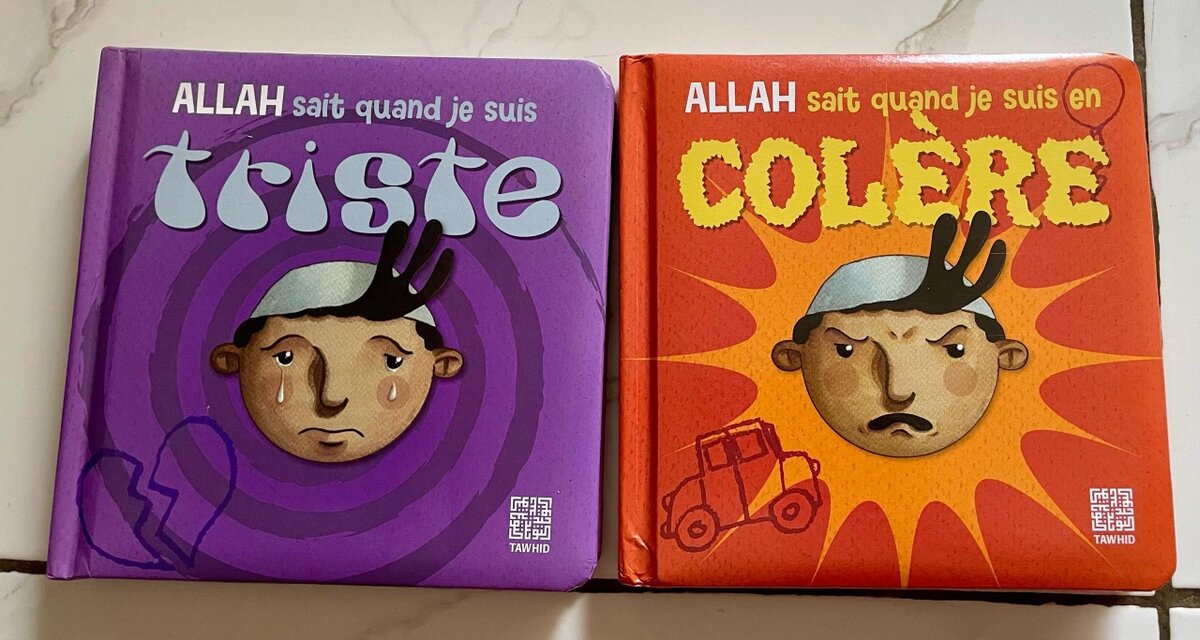 ALLAH sait quand je suis
triste
TAWHID
ALLAH sait quand je suis en
COLÈRE
TAWHID